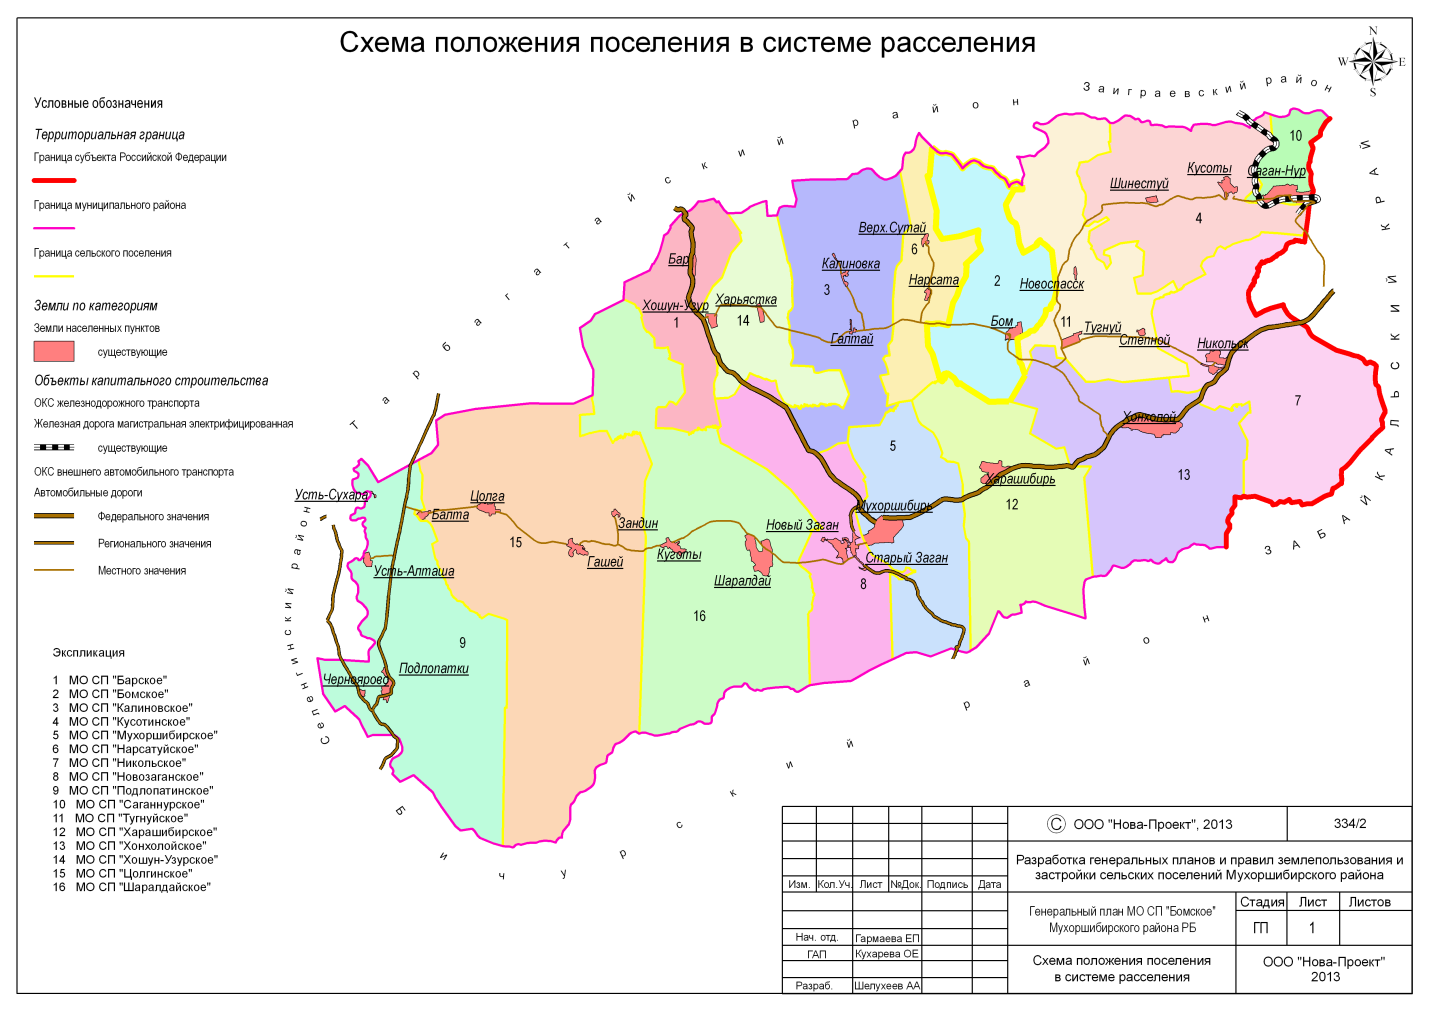 Схема положения поселения в системе расселения
N
W
E
S
Условные обозначения
Территориальная граница
Граница субъекта Российской Федерации
Граница муниципального района
Граница сельского поселения
Земли по категориям
Земли населенных пунктов
существующие
Объекты капитального строительства
ОКС железнодорожного транспорта
Железная дорога магистральная электрифицированная
существующие
ОКС внешнего автомобильного транспорта
Автомобильные дороги
Федерального значения
Регионального значения
Местного значения
Экспликация
1 МО СП "Барское"
2 МО СП "Бомское"
3 МО СП "Калиновское"
4 МО СП "Кусотинское"
5 МО СП "Мухоршибирское"
6 МО СП "Нарсатуйское"
7 МО СП "Никольское"
8 МО СП "Новозаганское"
9 МО СП "Подлопатинское"
10 МО СП "Саганнурское"
11 МО СП "Тугнуйское"
12 МО СП "Харашибирское"
13 МО СП "Хонхолойское"
14 МО СП "Хошун-Узурское"
15 МО СП "Цолгинское"
16 МО СП "Шаралдайское"
Тарбагатайский район
Заиграевский район
ЗАБАЙКАЛЬСКИЙ КРАЙ
Селенгинский район
Бичурский район
10
Саган-Нур
Кусоты
Шинестуй
4
Верх.Сутай
6
Бар
Калиновка
3
Нарсата
2
Новоспасск
Хошун-Узур
Харьястка
1
14
Галтай
Бом
11
Тугнуй
Степной
Никольск
7
Хонхолой
5
13
Харашибирь
12
Усть-Сухара
Цолга
Балта
Зандин
15
Гашей
Куготы
Усть-Алташа
Новый Заган
Мухоршибирь
Шаралдай
Старый Заган
8
16
9
Подлопатки
Черноярово
© ООО "Нова-Проект", 2013
334/2
Разработка генеральных планов и правил землепользования и
застройки сельских поселений Мухоршибирского района
Изм. Кол.Уч. Лист №Док. Подпись Дата
Генеральный план МО СП "Бомское"
Мухоршибирского района РБ
Стадия Лист Листов
ГП 1
Нач. отд. Гармаева ЕП
ГАП Кухарева ОЕ
Разраб. Шелухеев АА
Схема положения поселения
в системе расселения
ООО "Нова-Проект"
2013